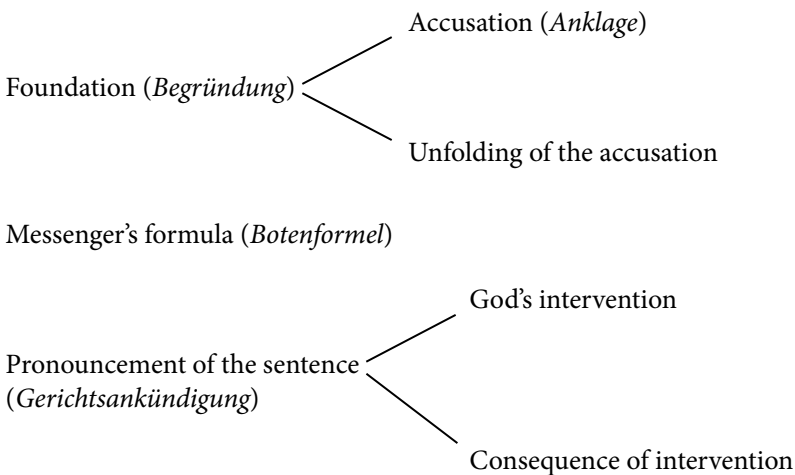 Accusation (Anklage)
Foundation (Begründung)
Unfolding of the accusation
Messenger’s formula (Botenformel)
God’s intervention
Pronouncement of the sentence
(Gerichtsankündigung)
Consequence of intervention